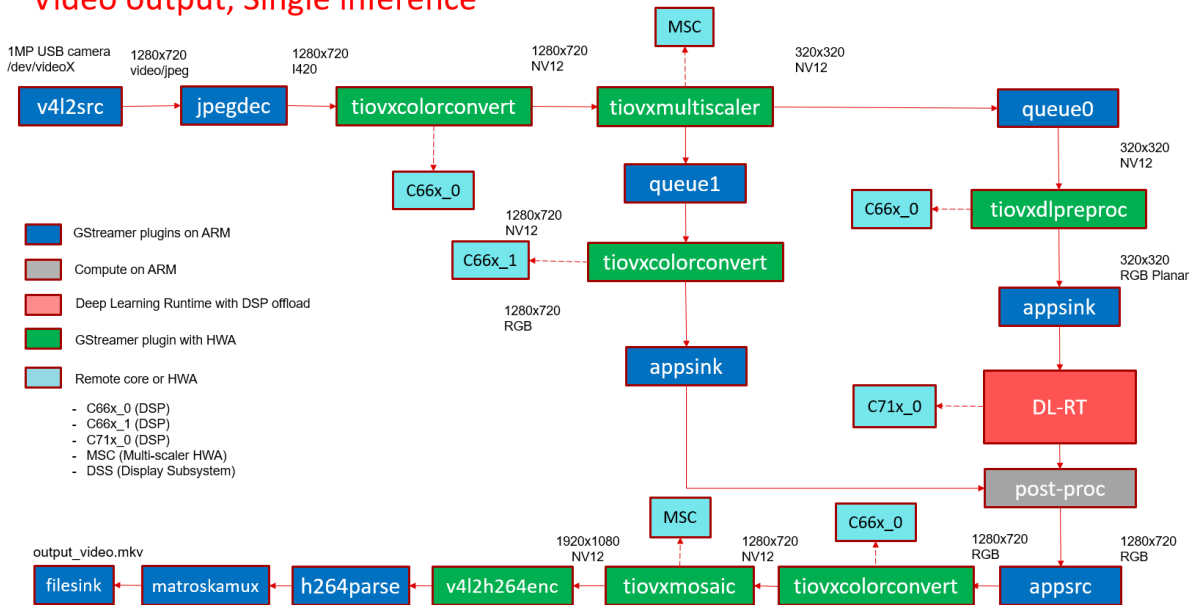 Video output, Single Inference
1MP USB camera
/dev/videoX
1280x720
video/jpeg
1280x720
I420
1280x720
NV12
MSC
320x320
NV12
v4l2src
jpegdec
tiovxcolorconvert
tiovxmultiscaler
queue0
C66x_0
queue1
320x320
NV12
C66x_0
tiovxdlpreproc
1280x720
NV12
C66x_1
tiovxcolorconvert
320x320
RGB Planar
1280x720
RGB
appsink
appsink
GStreamer plugins on ARM
Compute on ARM
Deep Learning Runtime with DSP offload
GStreamer plugin with HWA
Remote core or HWA
- C66x_0 (DSP)
- C66x_1 (DSP)
- C71x_0 (DSP)
- MSC (Multi-scaler HWA)
- DSS (Display Subsystem)
C71x_0
DL-RT
post-proc
MSC
C66x_0
output_video.mkv
1920x1080
NV12
1280x720
NV12
1280x720
RGB
1280x720
RGB
filesink
matroskamux
h264parse
v4l2h264enc
tiovxmosaic
tiovxcolorconvert
appsrc